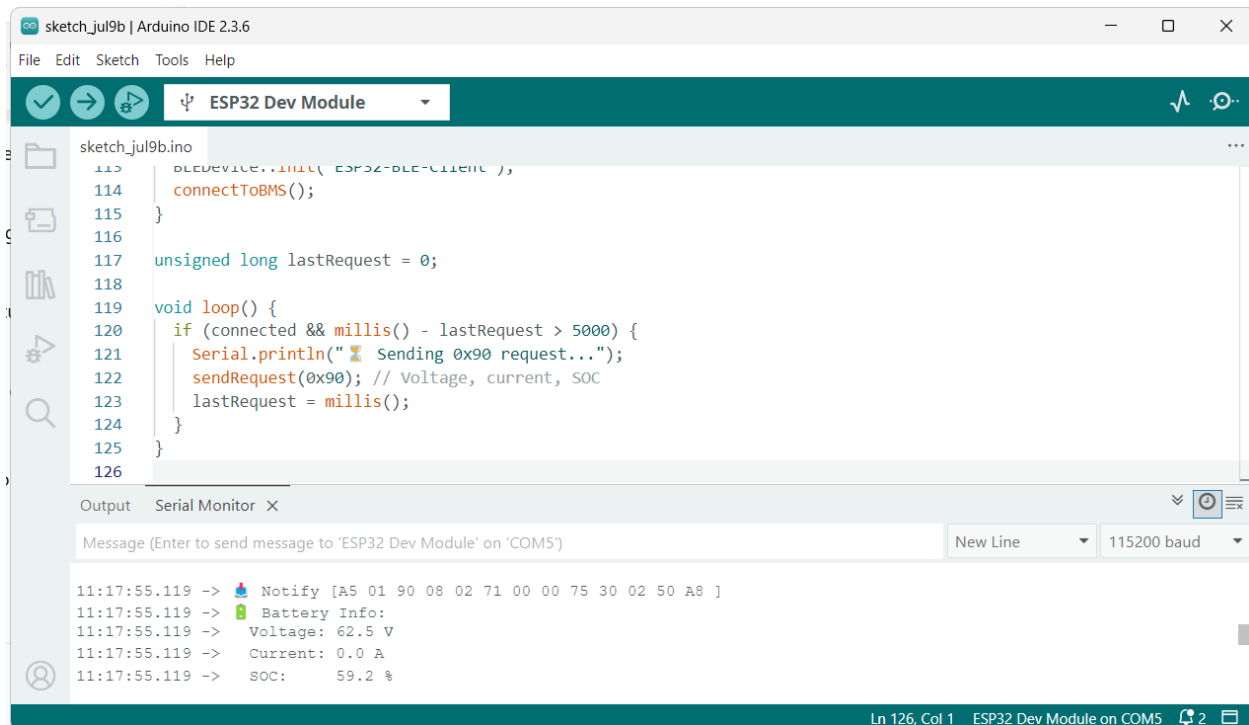 sketch_jul9b | Arduino IDE 2.3.6
File Edit Sketch Tools Help
ESP32 Dev Module
sketch_jul9b.ino
...
113 BLEDevice::init("ESP32-BLE-Client");
114 connectToBMS();
115 }
116
117 unsigned long lastRequest = 0;
118
119 void loop() {
120 if (connected && millis() - lastRequest > 5000) {
121 Serial.println("⏳ Sending 0x90 request...");
122 sendRequest(0x90); // Voltage, current, SOC
123 lastRequest = millis();
124 }
125 }
126
Output Serial Monitor
Message (Enter to send message to 'ESP32 Dev Module' on 'COM5') New Line 115200 baud
11:17:55.119 -> 📥 Notify [A5 01 90 08 02 71 00 00 75 30 02 50 A8 ]
11:17:55.119 -> 🔋 Battery Info:
11:17:55.119 -> Voltage: 62.5 V
11:17:55.119 -> Current: 0.0 A
11:17:55.119 -> SOC: 59.2 %
Ln 126, Col 1 ESP32 Dev Module on COM5 2